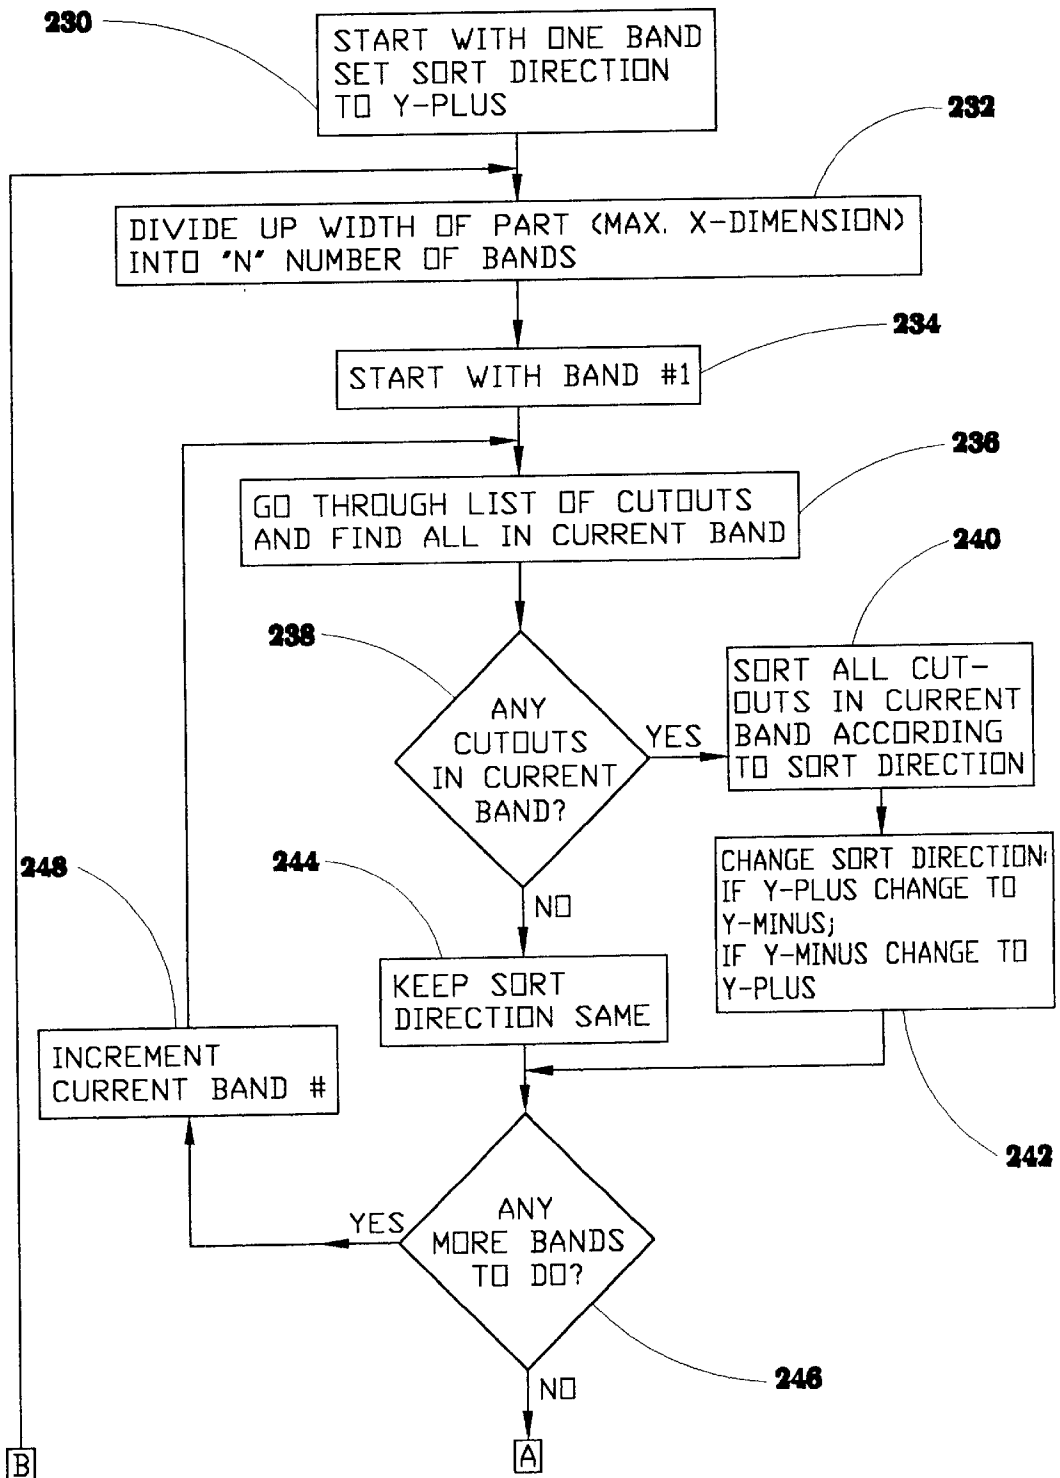 230
START WITH ONE BAND
SET SORT DIRECTION
TO Y-PLUS
232
DIVIDE UP WIDTH OF PART (MAX. X-DIMENSION)
INTO "N" NUMBER OF BANDS
234
START WITH BAND #1
236
GO THROUGH LIST OF CUTOUTS
AND FIND ALL IN CURRENT BAND
238
ANY
CUTOUTS
IN CURRENT
BAND?
YES
240
SORT ALL CUT-
OUTS IN CURRENT
BAND ACCORDING
TO SORT DIRECTION
CHANGE SORT DIRECTION:
IF Y-PLUS CHANGE TO
Y-MINUS;
IF Y-MINUS CHANGE TO
Y-PLUS
242
NO
244
KEEP SORT
DIRECTION SAME
248
INCREMENT
CURRENT BAND #
YES
ANY
MORE BANDS
TO DO?
246
NO
B
A